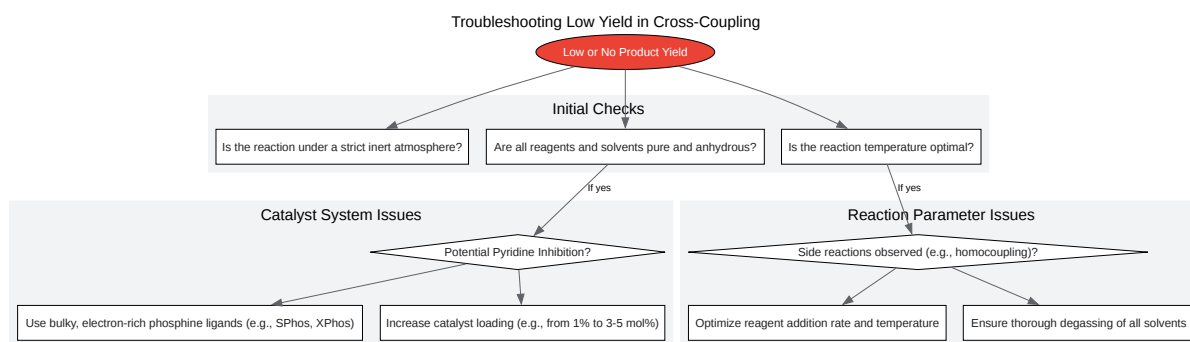 Troubleshooting Low Yield in Cross-Coupling
Low or No Product Yield
Initial Checks
Is the reaction under a strict inert atmosphere?
Are all reagents and solvents pure and anhydrous?
Is the reaction temperature optimal?
If yes
If yes
Catalyst System Issues
Reaction Parameter Issues
Potential Pyridine Inhibition?
Side reactions observed (e.g., homocoupling)?
Use bulky, electron-rich phosphine ligands (e.g., SPhos, XPhos)
Increase catalyst loading (e.g., from 1% to 3-5 mol%)
Optimize reagent addition rate and temperature
Ensure thorough degassing of all solvents